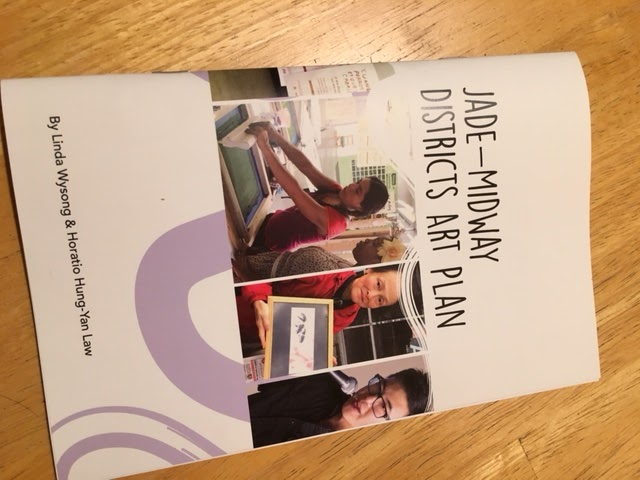 JADE—MIDWAY
DISTRICTS ART PLAN
By Linda Wysong & Horatio Hung-Yan Law